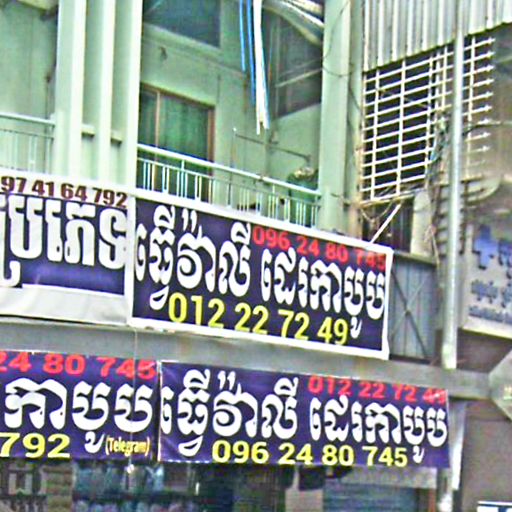 97 41 64 792
ប្រភេទ
096 24 80 745
ធ្វើវ៉ាលី ដេរកាបូប
012 22 72 49
24 80 745
កាបូប
792 (Telegram)
012 22 72 49
ធ្វើវ៉ាលី ដេរកាបូប
096 24 80 745